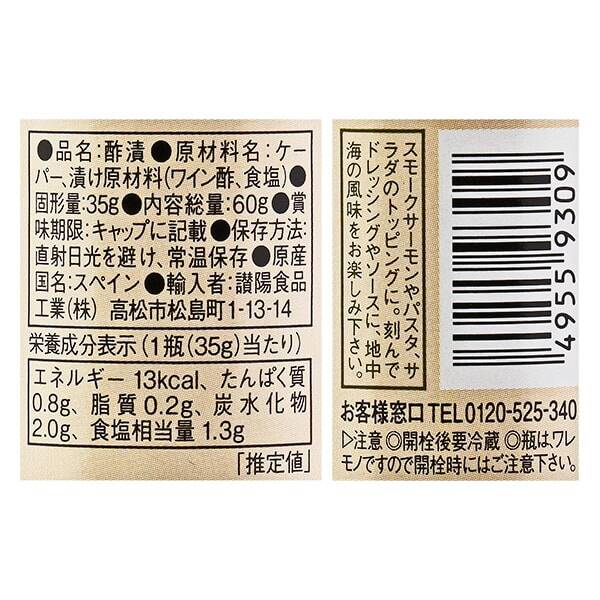 ●品名:酢漬●原材料名:ケー
パー、漬け原材料(ワイン酢、食塩)●
固形量:35g●内容総量:60g●賞
味期限:キャップに記載●保存方法:
直射日光を避け、常温保存●原産
国名:スペイン●輸入者:讃陽食品
工業(株) 高松市松島町1-13-14
栄養成分表示(1瓶(35g)当たり)
エネルギー 13kcal、たんぱく質
0.8g、脂質0.2g、炭水化物
2.0g、食塩相当量1.3g
「推定値」
スモークサーモンやパスタ、サ
ラダのトッピングに。刻んで
ドレッシングやソースに、地中
海の風味をお楽しみ下さい。
4955 9309
お客様窓口TEL0120-525-340
▷注意 ◎開栓後要冷蔵 ◎瓶は、ワレ
モノですので開栓時にはご注意下さい。